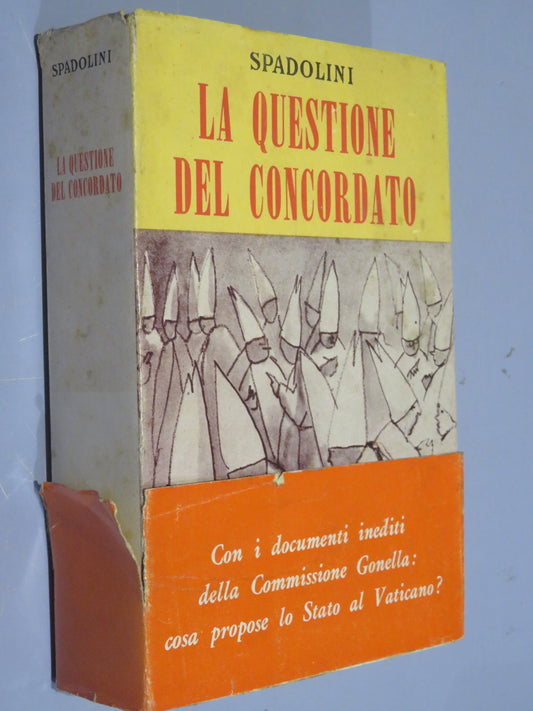 SPADOLINI
LA QUESTIONE
DEL CONCORDATO
SPADOLINI
LA QUESTIONE
DEL CONCORDATO
Con i documenti inediti
della Commissione Gonella:
cosa propose lo Stato al Vaticano?